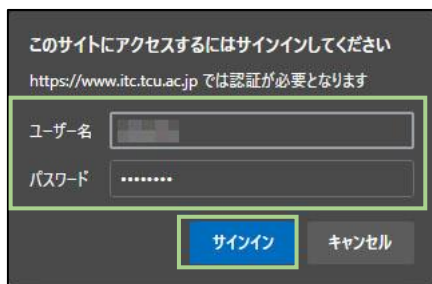 このサイトにアクセスするにはサインインしてください
https://www.itc.tcu.ac.jp では認証が必要となります
ユーザー名
パスワード ••••••••
サインイン キャンセル